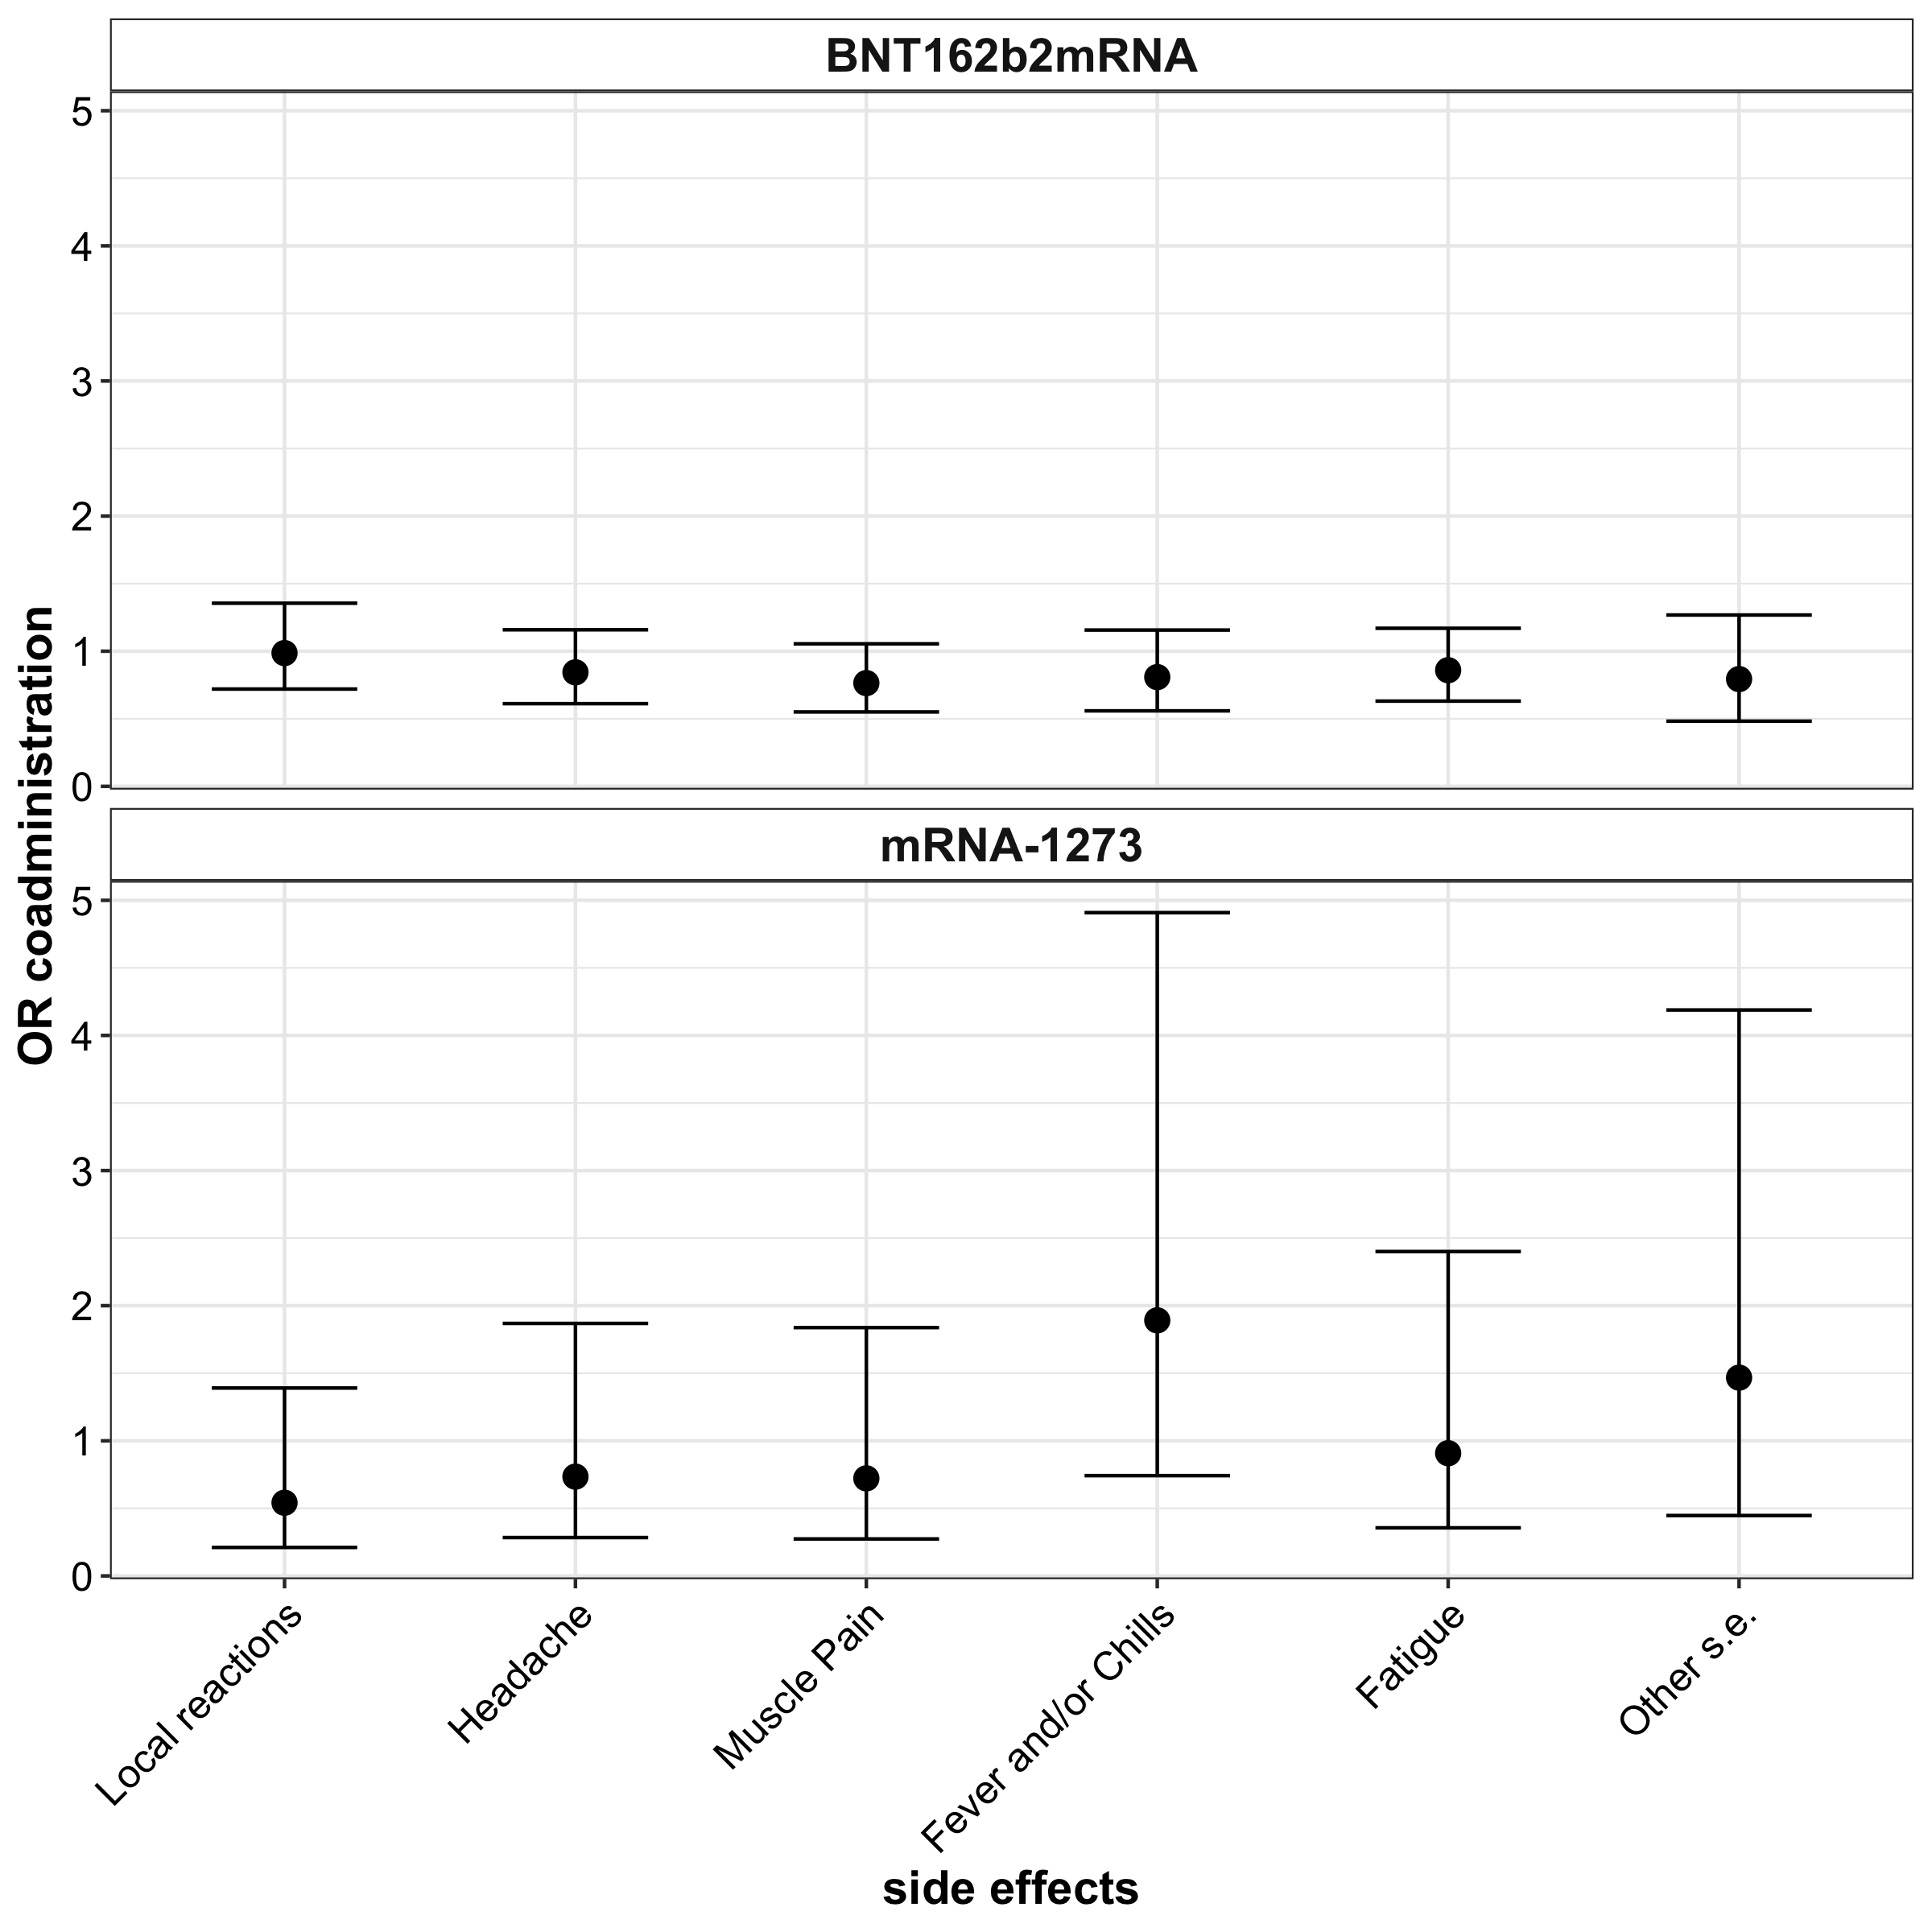 BNT162b2mRNA
5
4
3
2
1
0
mRNA-1273
5
4
3
2
1
0
OR coadministration
Local reactions
Headache
Muscle Pain
Fever and/or Chills
Fatigue
Other s.e.
side effects